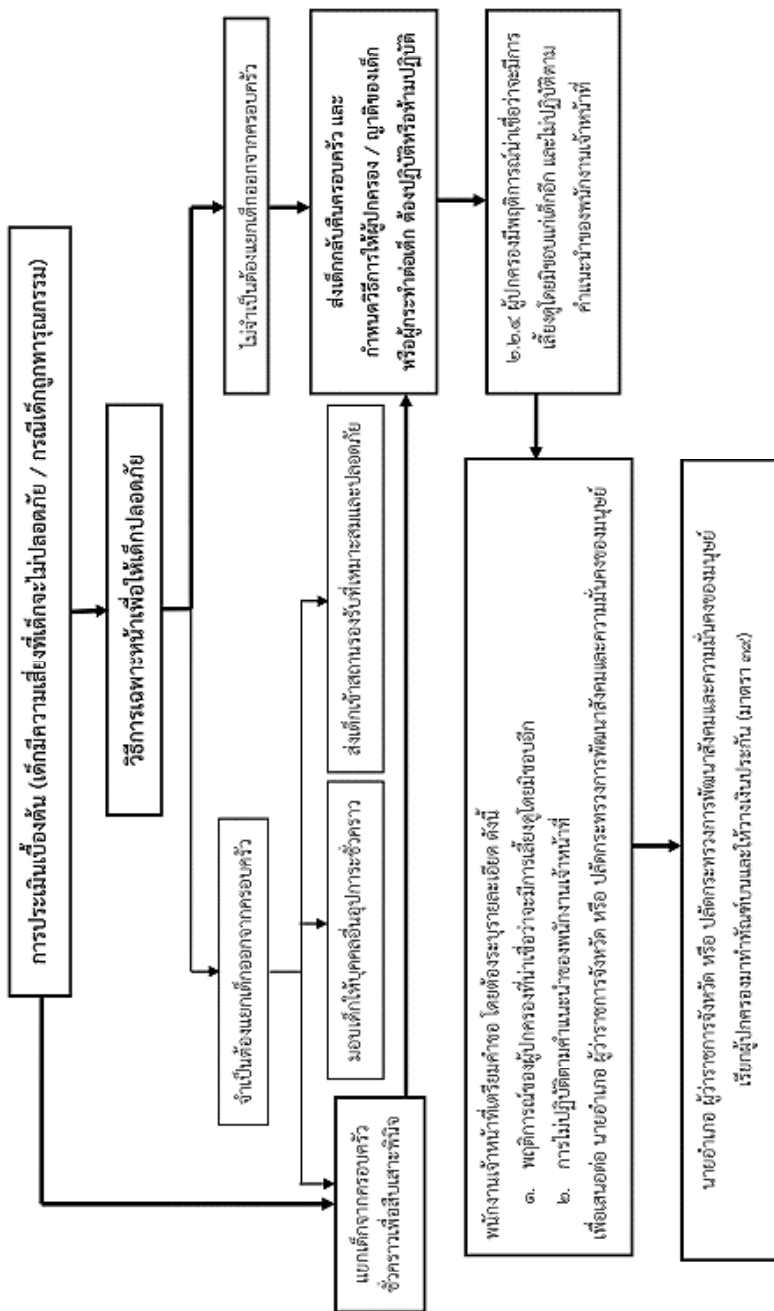 การประเมินเบื้องต้น (เด็กมีความเสี่ยงที่เด็กจะไม่ปลอดภัย / กรณีเด็กถูกทารุณกรรม)
วิธีการเฉพาะหน้าเพื่อให้เด็กปลอดภัย
จำเป็นต้องแยกเด็กออกจากครอบครัว
ไม่จำเป็นต้องแยกเด็กออกจากครอบครัว
แยกเด็กจากครอบครัว
ชั่วคราวเพื่อสืบเสาะพินิจ
มอบเด็กให้บุคคลอื่นอุปการะชั่วคราว
ส่งเด็กเข้าสถานรองรับที่เหมาะสมและปลอดภัย
ส่งเด็กกลับคืนครอบครัว และ
กำหนดวิธีการให้ผู้ปกครอง / ญาติของเด็ก
หรือผู้กระทำต่อเด็ก ต้องปฏิบัติหรือห้ามปฏิบัติ
๒.๒.๔ ผู้ปกครองมีพฤติการณ์น่าเชื่อว่าจะมีการ
เลี้ยงดูโดยมิชอบแก่เด็กอีก และไม่ปฏิบัติตาม
คำแนะนำของพนักงานเจ้าหน้าที่
พนักงานเจ้าหน้าที่เตรียมคำขอ โดยต้องระบุรายละเอียด ดังนี้
๑. พฤติการณ์ของผู้ปกครองที่น่าเชื่อว่าจะมีการเลี้ยงดูโดยมิชอบอีก
๒. การไม่ปฏิบัติตามคำแนะนำของพนักงานเจ้าหน้าที่
เพื่อเสนอต่อ นายอำเภอ ผู้ว่าราชการจังหวัด หรือ ปลัดกระทรวงการพัฒนาสังคมและความมั่นคงของมนุษย์
นายอำเภอ ผู้ว่าราชการจังหวัด หรือ ปลัดกระทรวงการพัฒนาสังคมและความมั่นคงของมนุษย์
เรียกผู้ปกครองมาทำทัณฑ์บนและให้วางเงินประกัน (มาตรา ๓๙)